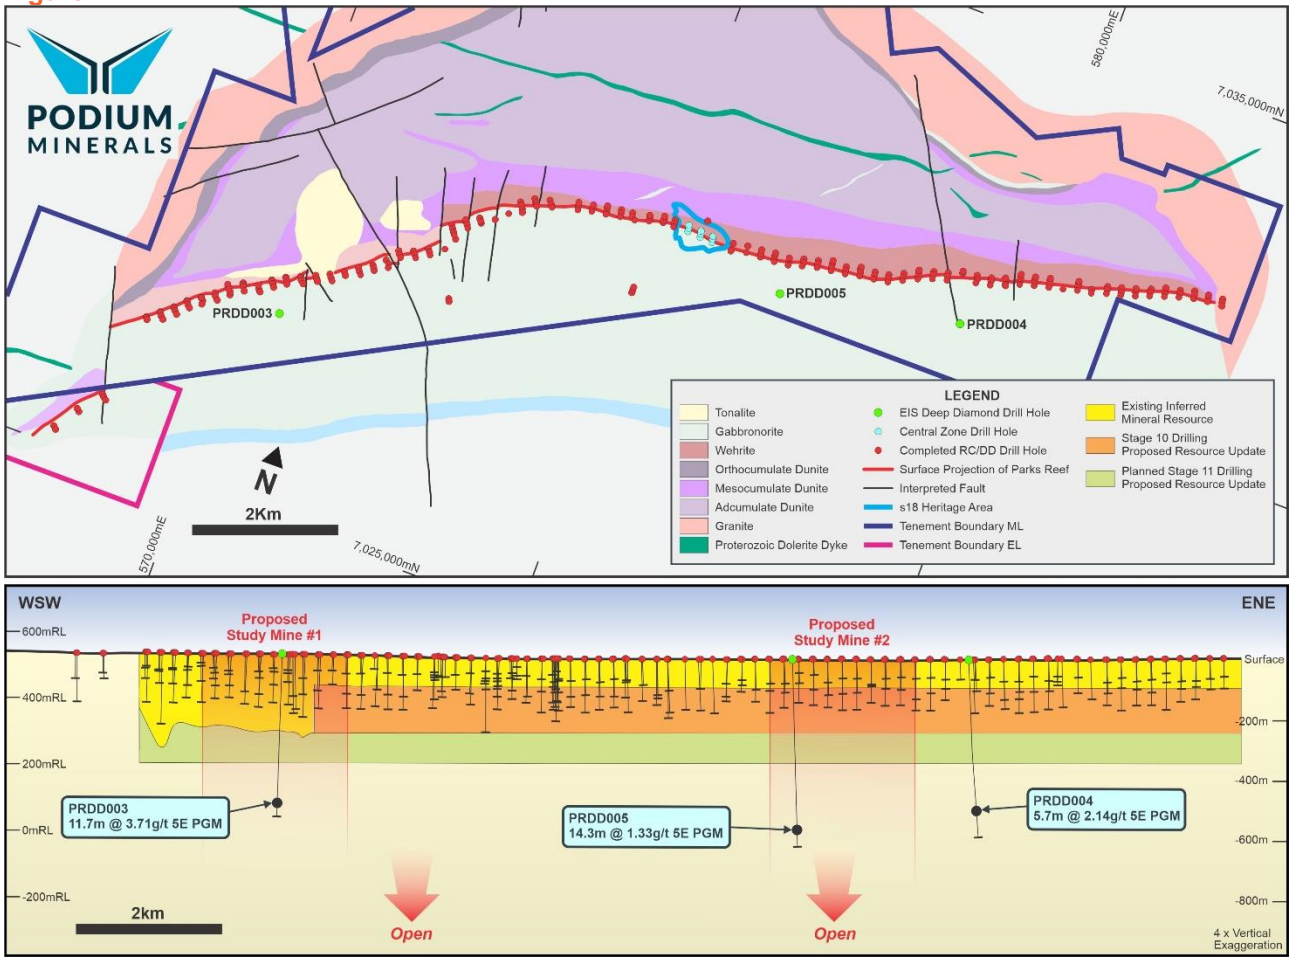 PODIUM
MINERALS
580,000mE
7,035,000mN
PRDD003
PRDD005
PRDD004
LEGEND
Tonalite
Gabbronorite
Wehrite
Orthocumulate Dunite
Mesocumulate Dunite
Adcumulate Dunite
Granite
Proterozoic Dolerite Dyke
EIS Deep Diamond Drill Hole
Central Zone Drill Hole
Completed RC/DD Drill Hole
Surface Projection of Parks Reef
Interpreted Fault
s18 Heritage Area
Tenement Boundary ML
Tenement Boundary EL
Existing Inferred
Mineral Resource
Stage 10 Drilling
Proposed Resource Update
Planned Stage 11 Drilling
Proposed Resource Update
N
2Km
570,000mE
7,025,000mN
WSW
ENE
Proposed
Study Mine #1
Proposed
Study Mine #2
600mRL
400mRL
200mRL
0mRL
-200mRL
Surface
-200m
-400m
-600m
-800m
PRDD003
11.7m @ 3.71g/t 5E PGM
PRDD005
14.3m @ 1.33g/t 5E PGM
PRDD004
5.7m @ 2.14g/t 5E PGM
Open
Open
2km
4 x Vertical
Exaggeration